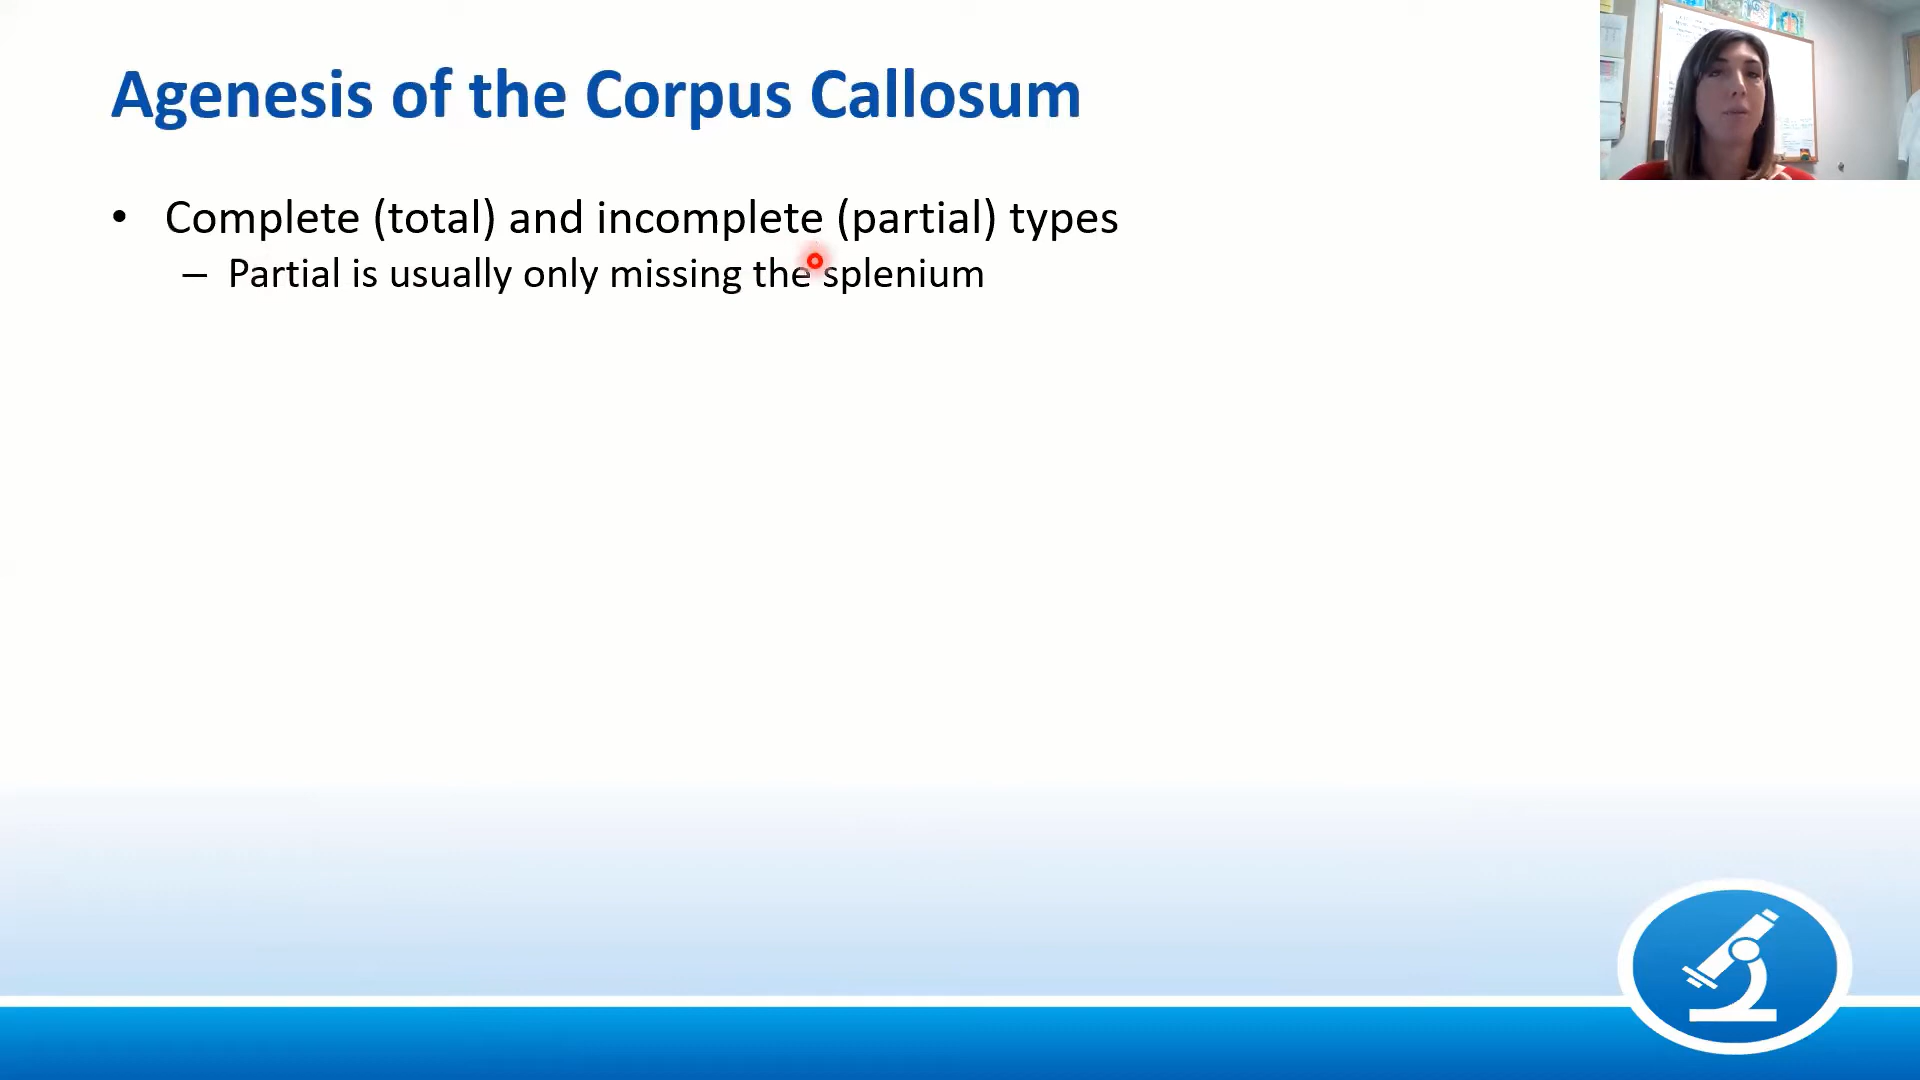 Agenesis of the Corpus Callosum
• Complete (total) and incomplete (partial) types
– Partial is usually only missing the splenium